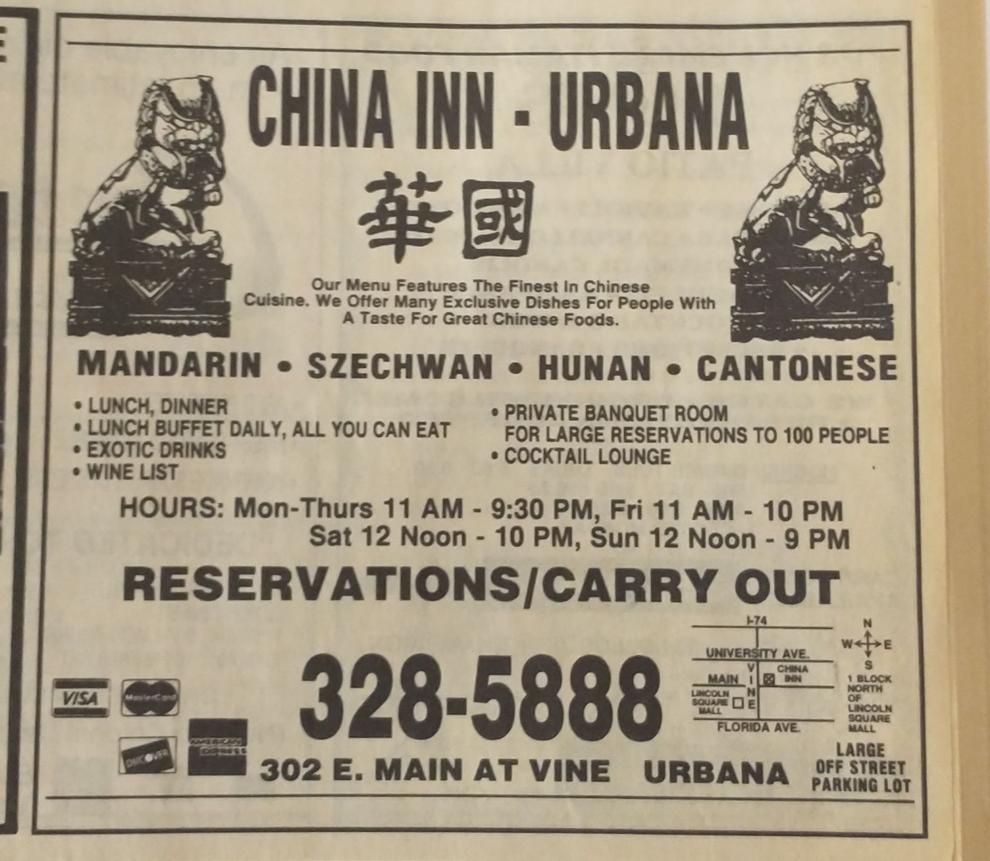 CHINA INN - URBANA
華國
Our Menu Features The Finest In Chinese
Cuisine. We Offer Many Exclusive Dishes For People With
A Taste For Great Chinese Foods.
MANDARIN • SZECHWAN • HUNAN • CANTONESE
• LUNCH, DINNER
• LUNCH BUFFET DAILY, ALL YOU CAN EAT
• EXOTIC DRINKS
• WINE LIST
• PRIVATE BANQUET ROOM
FOR LARGE RESERVATIONS TO 100 PEOPLE
• COCKTAIL LOUNGE
HOURS: Mon-Thurs 11 AM - 9:30 PM, Fri 11 AM - 10 PM
Sat 12 Noon - 10 PM, Sun 12 Noon - 9 PM
RESERVATIONS/CARRY OUT
328-5888
VISA
MasterCard
DISCOVER
AMERICAN
EXPRESS
I-74
UNIVERSITY AVE.
MAIN
VINE
CHINA
INN
LINCOLN
SQUARE
MALL
FLORIDA AVE.
N
W E
S
1 BLOCK
NORTH
OF
LINCOLN
SQUARE
MALL
302 E. MAIN AT VINE URBANA
LARGE
OFF STREET
PARKING LOT